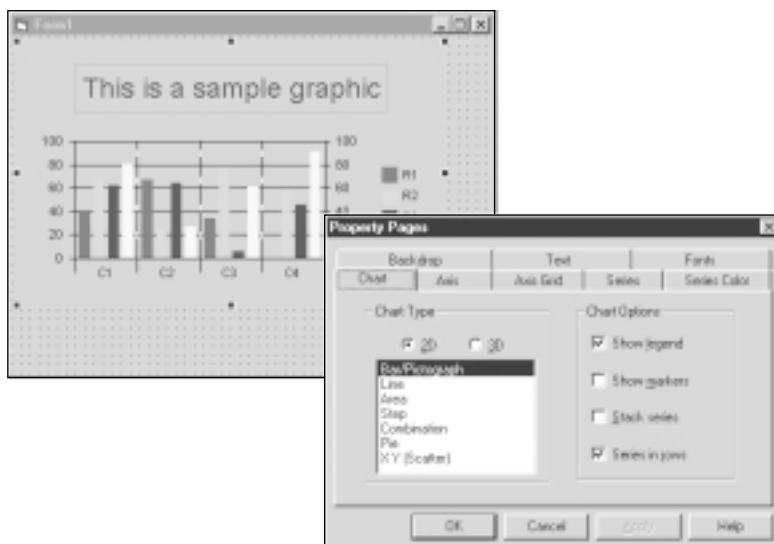 Form1
This is a sample graphic
100 100
80 80
60 60
40 40
20
0
C1 C2 C3 C4
R1
R2
Property Pages
Backdrop Text Fonts
Chart Axis Axis Grid Series Series Color
Chart Type
2D 3D
Bar/Pictograph
Line
Area
Step
Combination
Pie
X Y (Scatter)
Chart Options
Show legend
Show markers
Stack series
Series in rows
OK Cancel Apply Help